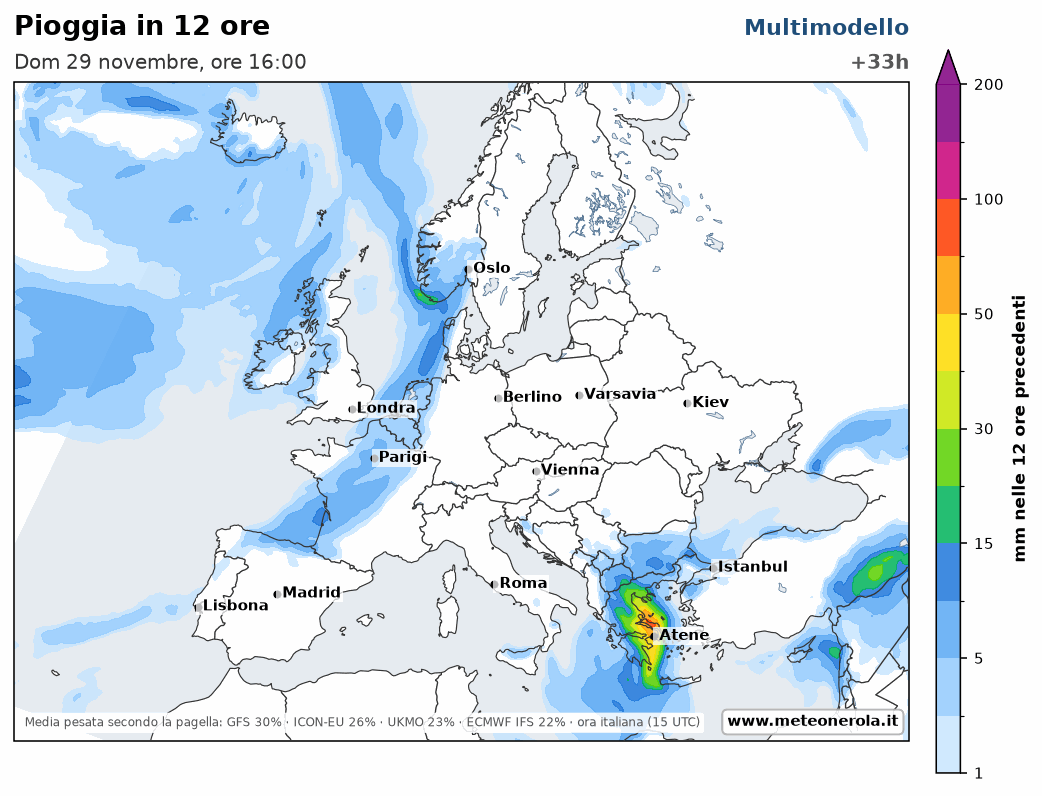 Pioggia in 12 ore
Multimodello
Dom 29 novembre, ore 16:00
+33h
200
100
50
30
15
5
1
mm nelle 12 ore precedenti
Oslo
Berlino
Varsavia
Kiev
Londra
Parigi
Vienna
Istanbul
Roma
Madrid
Lisbona
Atene
Media pesata secondo la pagella: GFS 30% · ICON-EU 26% · UKMO 23% · ECMWF IFS 22% · ora italiana (15 UTC)
www.meteonerola.it